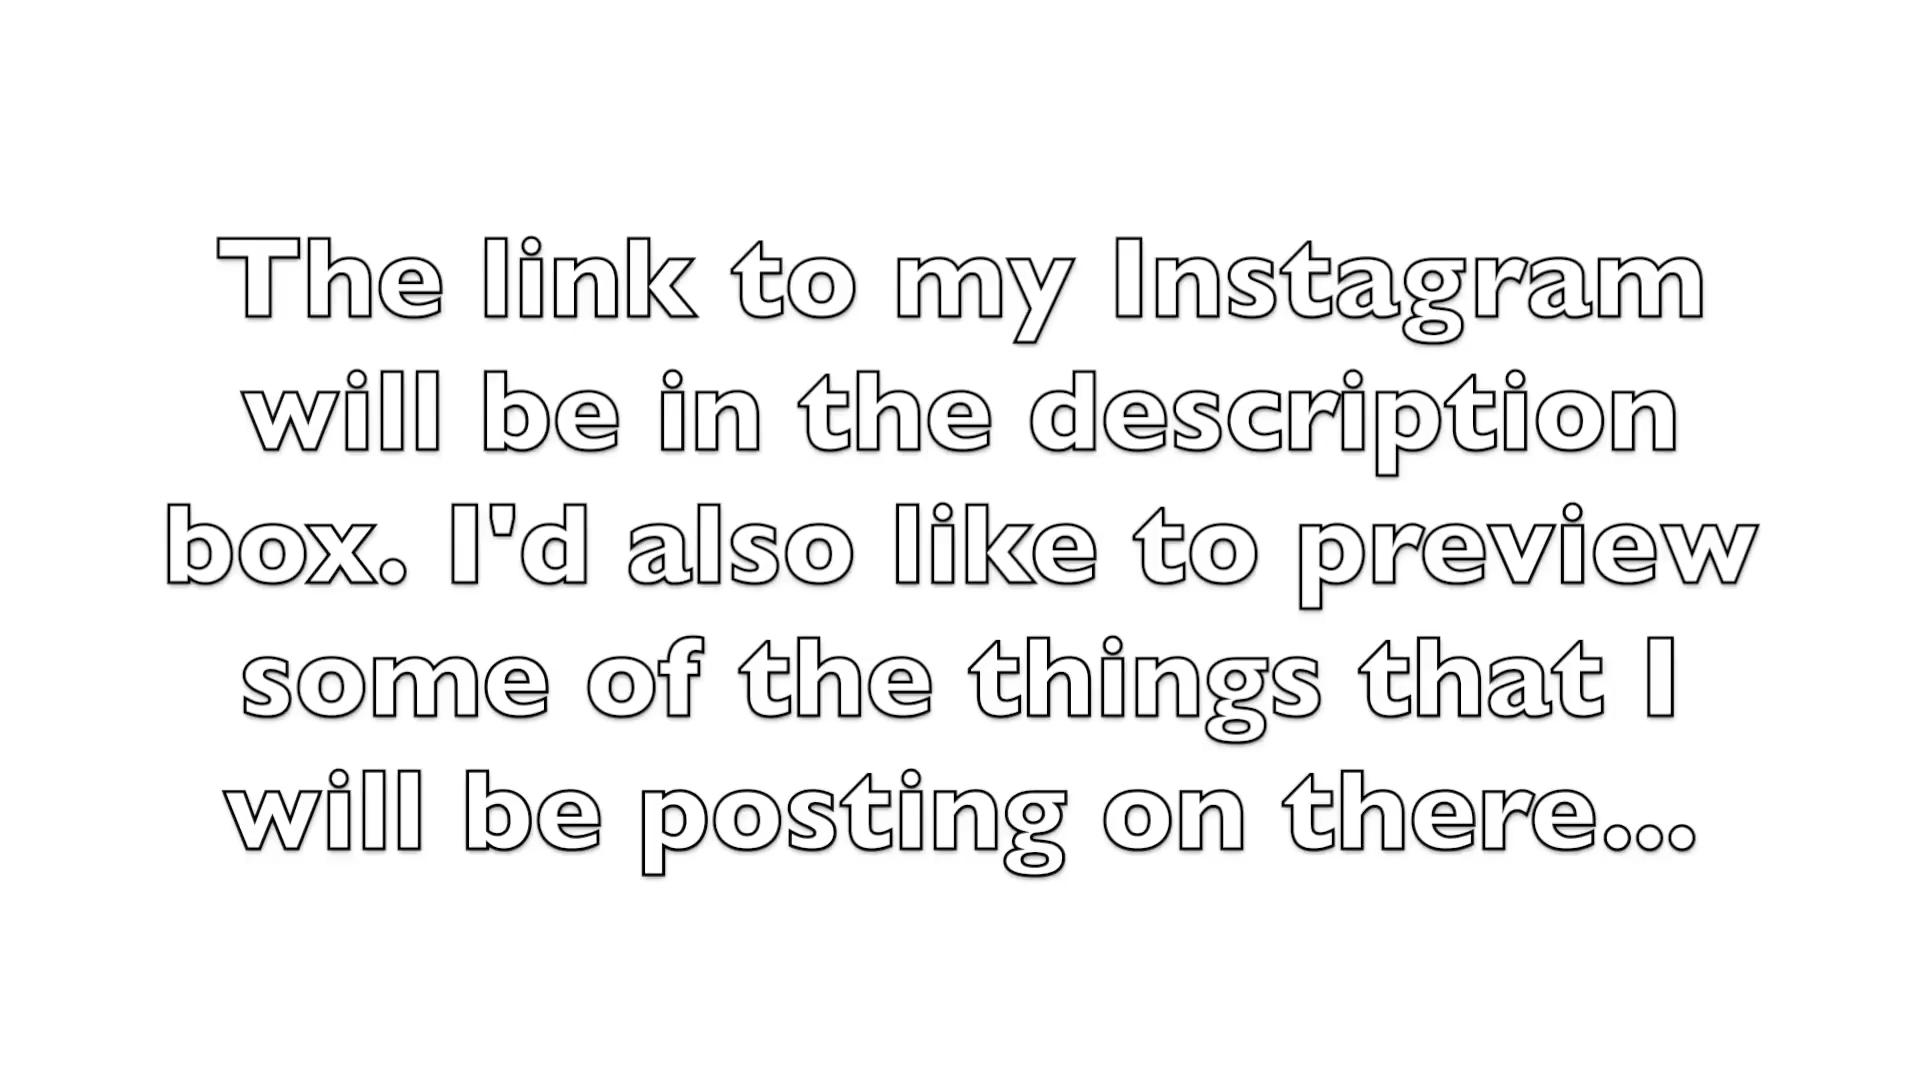 The link to my Instagram
will be in the description
box. I'd also like to preview
some of the things that I
will be posting on there...